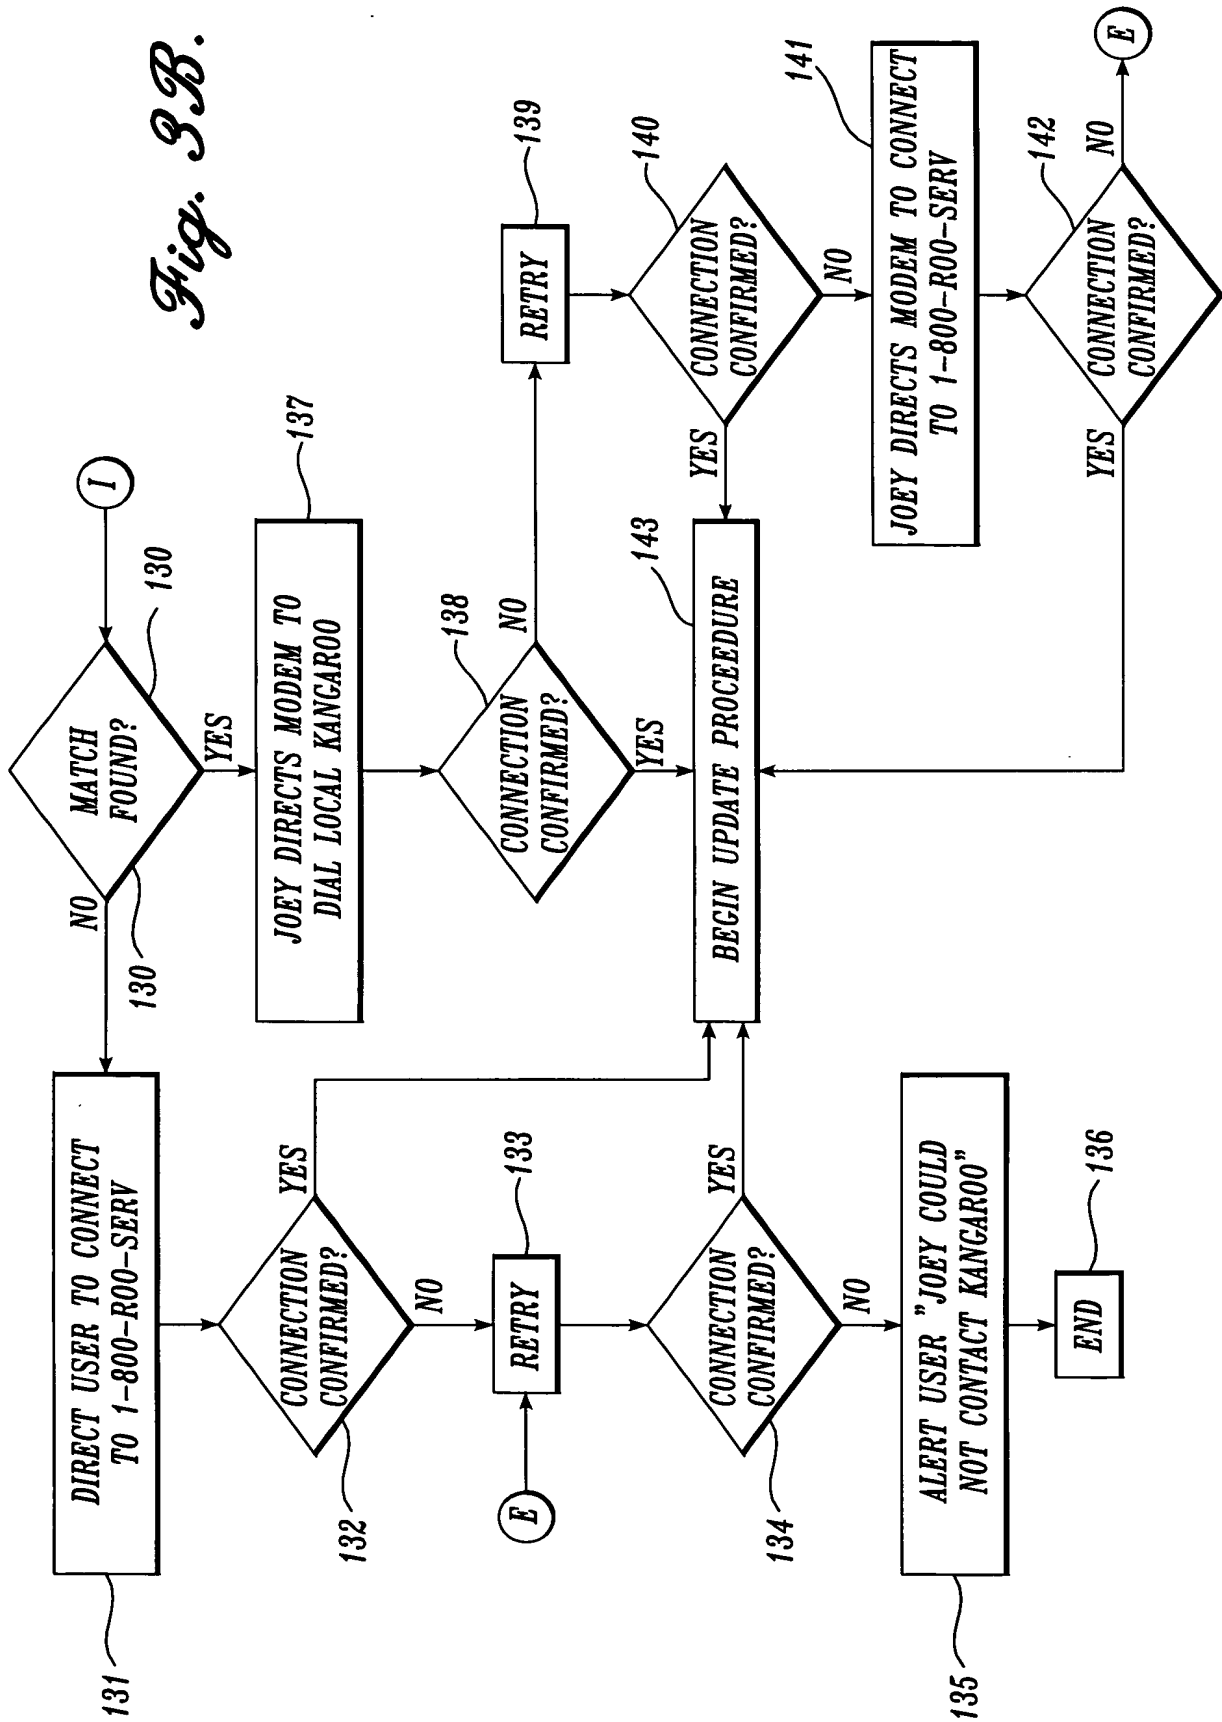 Fig. 3B.
I
MATCH
FOUND?
130
130
NO
YES
DIRECT USER TO CONNECT
TO 1-800-ROO-SERV
131
JOEY DIRECTS MODEM TO
DIAL LOCAL KANGAROO
137
CONNECTION
CONFIRMED?
132
YES
NO
CONNECTION
CONFIRMED?
138
NO
YES
RETRY
139
E
RETRY
133
CONNECTION
CONFIRMED?
140
YES
NO
CONNECTION
CONFIRMED?
134
YES
NO
BEGIN UPDATE PROCEEDURE
143
JOEY DIRECTS MODEM TO CONNECT
TO 1-800-ROO-SERV
141
ALERT USER "JOEY COULD
NOT CONTACT KANGAROO"
135
CONNECTION
CONFIRMED?
142
YES
NO
E
END
136